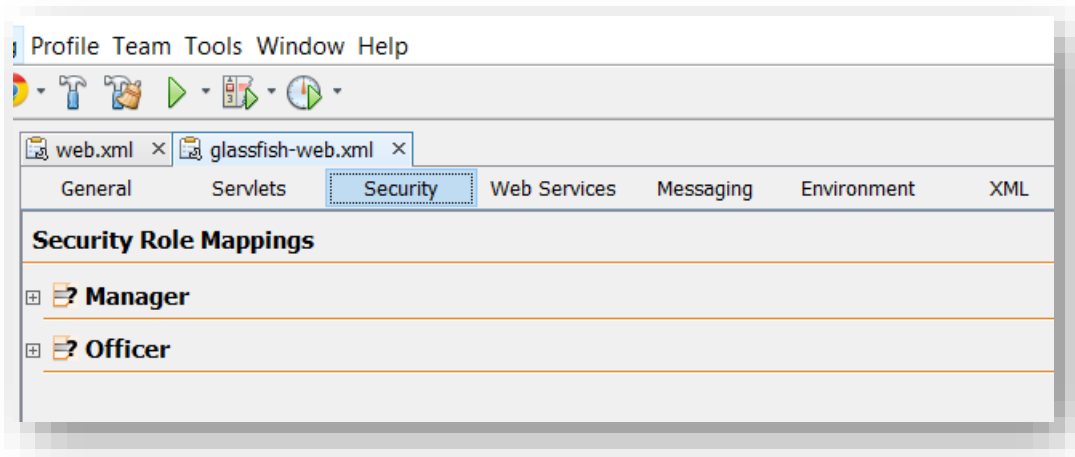 Profile Team Tools Window Help
web.xml × glassfish-web.xml ×
General Servlets Security Web Services Messaging Environment XML
Security Role Mappings
? Manager
? Officer